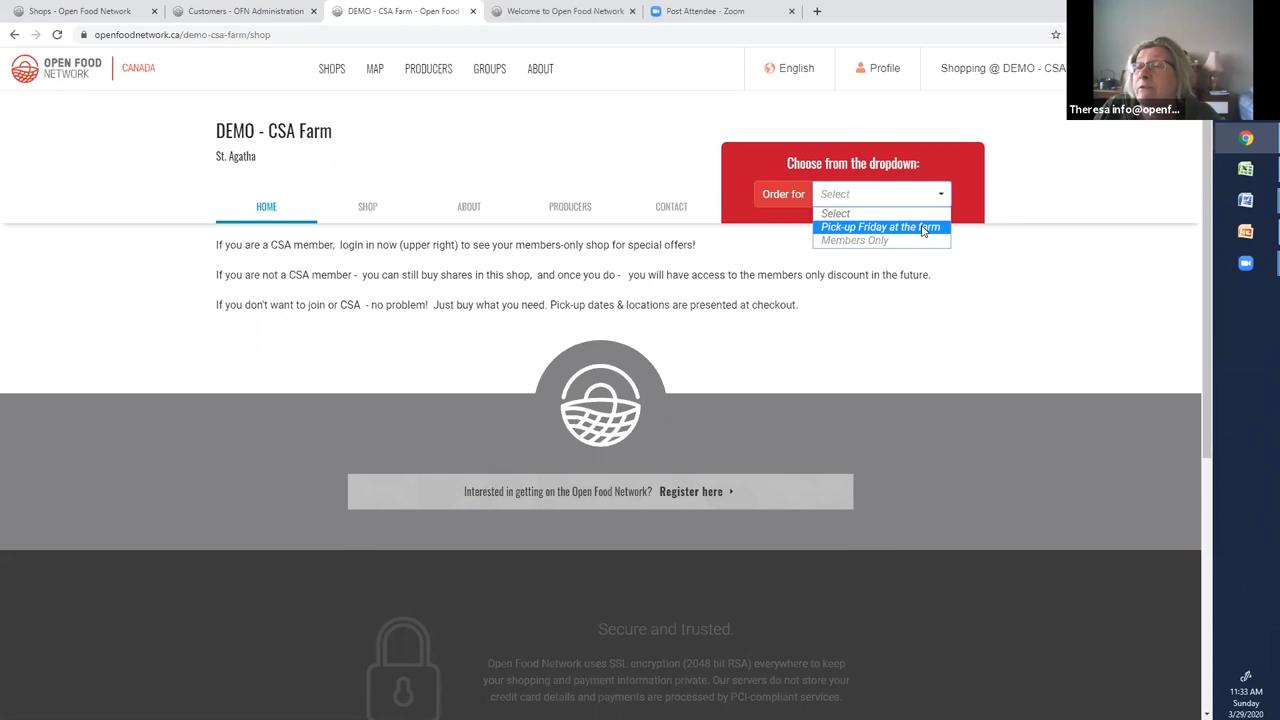 Shops - Open Food Network
Customers - OFN Administration
DEMO - CSA Farm - Open Food
Welcome to Open Food Network
Post Attendee - Zoom
openfoodnetwork.ca/demo-csa-farm/shop
OPEN FOOD NETWORK
CANADA
SHOPS
MAP
PRODUCERS
GROUPS
ABOUT
English
Profile
Shopping @ DEMO - CSA
Theresa info@openf...
DEMO - CSA Farm
St. Agatha
Choose from the dropdown:
Order for
Select
Select
Pick-up Friday at the farm
Members Only
HOME
SHOP
ABOUT
PRODUCERS
CONTACT
If you are a CSA member, login in now (upper right) to see your members-only shop for special offers!
If you are not a CSA member - you can still buy shares in this shop, and once you do - you will have access to the members only discount in the future.
If you don't want to join or CSA - no problem! Just buy what you need. Pick-up dates & locations are presented at checkout.
Interested in getting on the Open Food Network? Register here
Secure and trusted.
Open Food Network uses SSL encryption (2048 bit RSA) everywhere to keep
your shopping and payment information private. Our servers do not store your
credit card details and payments are processed by PCI-compliant services.
11:33 AM
Sunday
3/29/2020